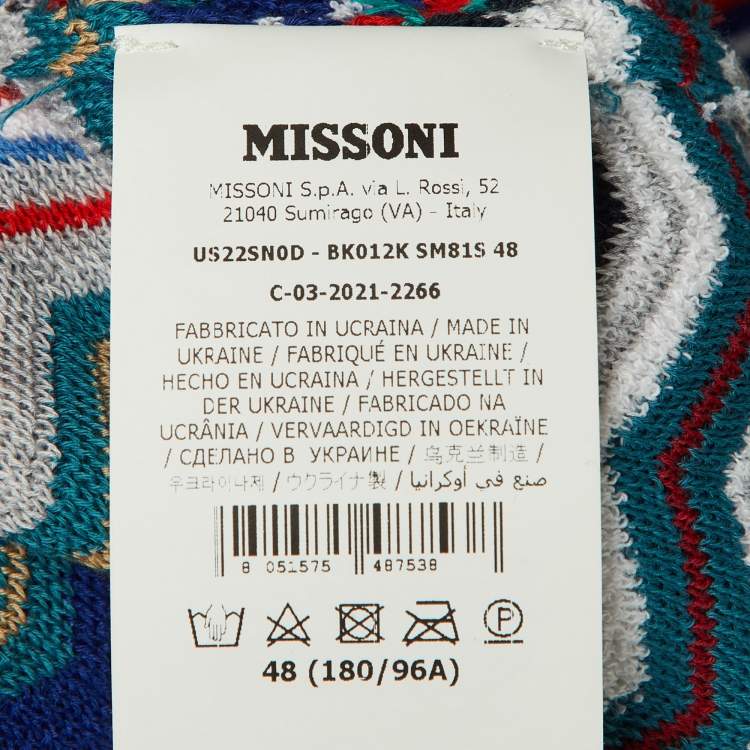 MISSONI
MISSONI S.p.A. via L. Rossi, 52
21040 Sumirago (VA) - Italy
US22SN0D - BK012K SM81S 48
C-03-2021-2266
FABBRICATO IN UCRAINA / MADE IN
UKRAINE / FABRIQUÉ EN UKRAINE /
HECHO EN UCRAINA / HERGESTELLT IN
DER UKRAINE / FABRICADO NA
UCRÂNIA / VERVAARDIGD IN OEKRAÏNE
/ СДЕЛАНО В УКРАИНЕ / 乌克兰制造 /
우크라이나제 / ウクライナ製 / صنع في أوكرانيا
8 051575 487538
P
48 (180/96A)